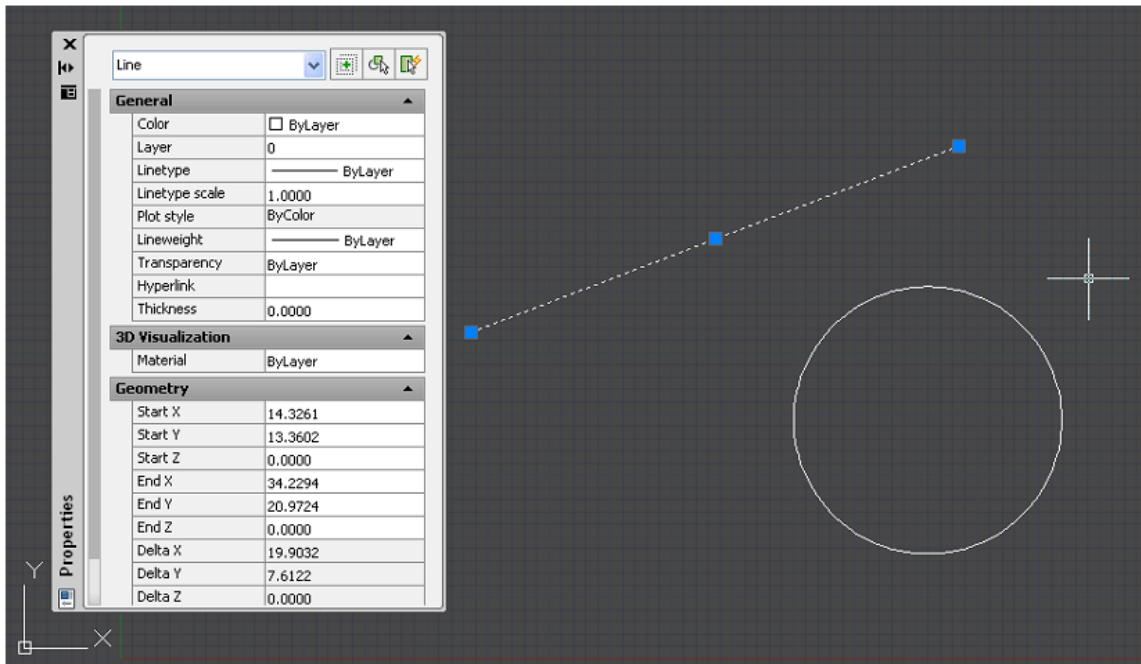 Line
General
Color ByLayer
Layer 0
Linetype ByLayer
Linetype scale 1.0000
Plot style ByColor
Lineweight ByLayer
Transparency ByLayer
Hyperlink
Thickness 0.0000
3D Visualization
Material ByLayer
Geometry
Start X 14.3261
Start Y 13.3602
Start Z 0.0000
End X 34.2294
End Y 20.9724
End Z 0.0000
Delta X 19.9032
Delta Y 7.6122
Delta Z 0.0000
Properties
Y
X